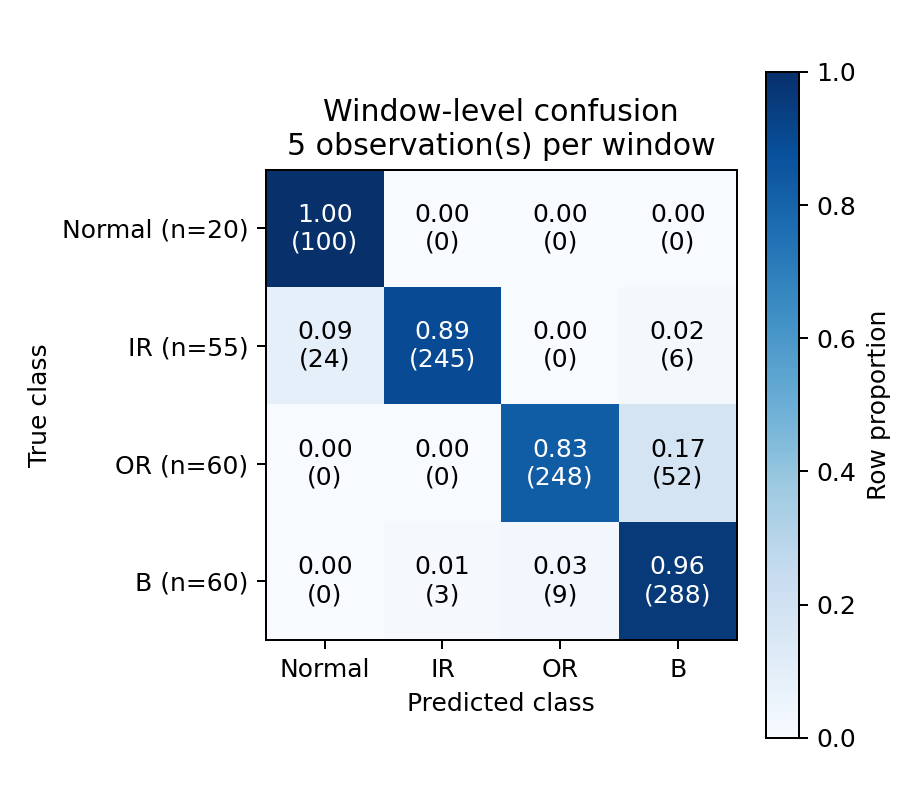 Window-level confusion
5 observation(s) per window
Normal (n=20)
1.00 0.00 0.00 0.00
(100) (0) (0) (0)
IR (n=55)
0.09 0.89 0.00 0.02
(24) (245) (0) (6)
OR (n=60)
0.00 0.00 0.83 0.17
(0) (0) (248) (52)
B (n=60)
0.00 0.01 0.03 0.96
(0) (3) (9) (288)
Normal IR OR B
Predicted class
True class
1.0
0.8
0.6
0.4
0.2
0.0
Row proportion